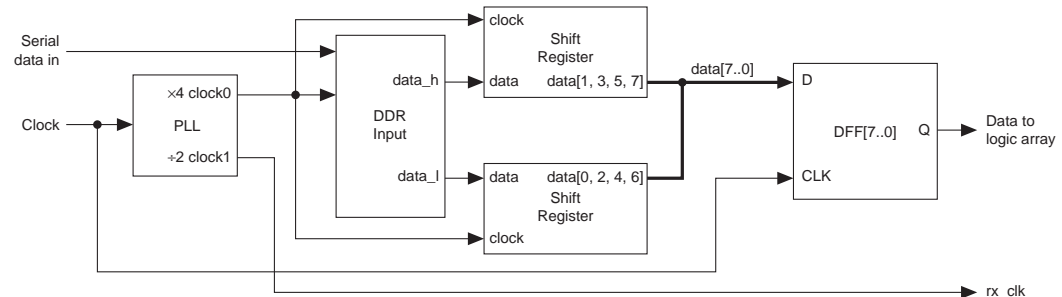 Serial
data in
Clock
×4 clock0
PLL
÷2 clock1
data_h
DDR
Input
data_l
clock
Shift
Register
data
data[1, 3, 5, 7]
data
data[0, 2, 4, 6]
Shift
Register
clock
data[7..0]
D
DFF[7..0]
Q
CLK
Data to
logic array
rx_clk